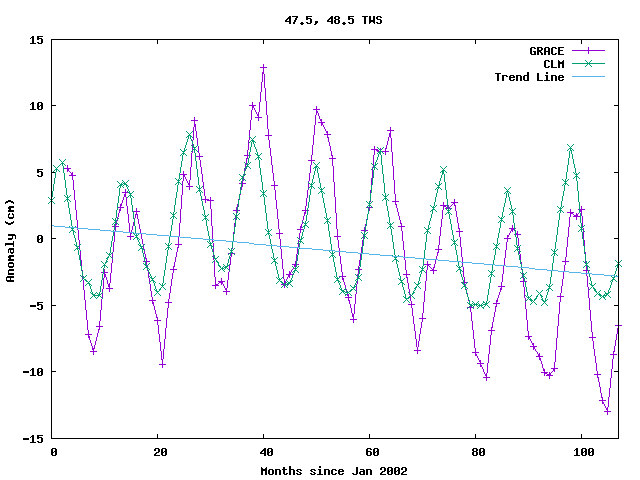 47.5, 48.5 TWS
GRACE
CLM
Trend Line
15
10
5
0
-5
-10
-15
Anomaly (cm)
0 20 40 60 80 100
Months since Jan 2002